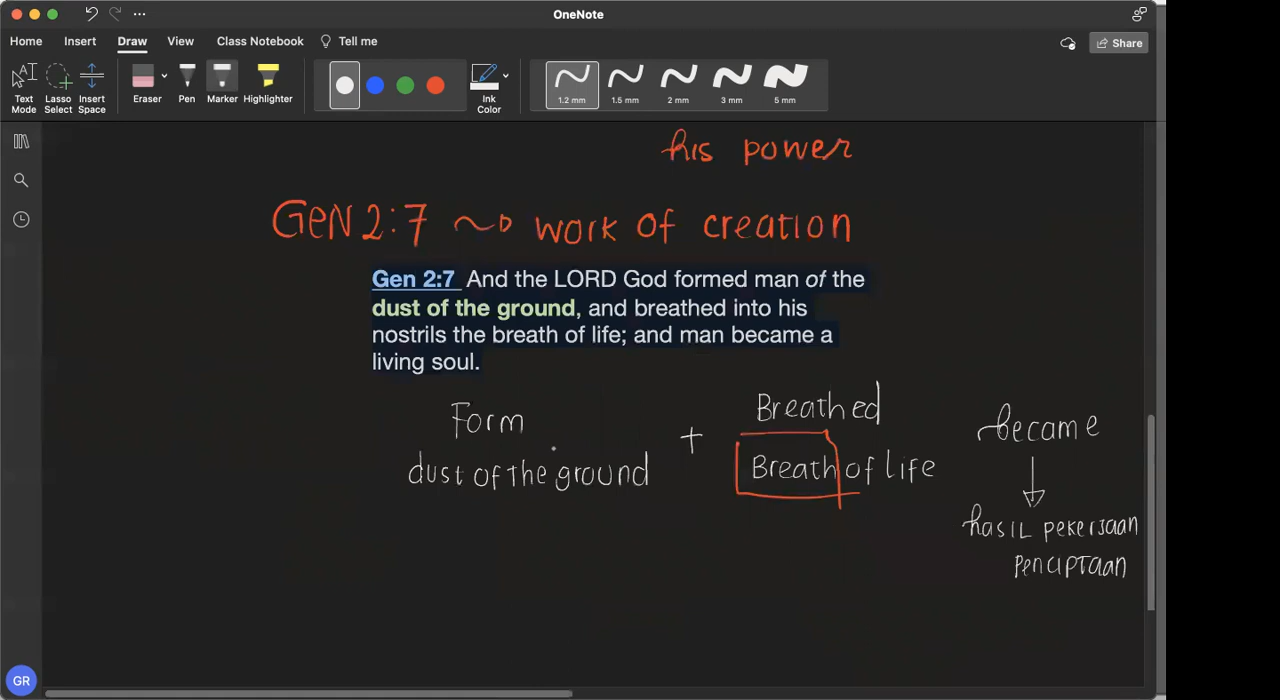 OneNote
Home Insert Draw View Class Notebook Tell me
Share
Text Mode
Lasso Select
Insert Space
Eraser
Pen
Marker
Highlighter
Ink Color
1.2 mm
1.5 mm
2 mm
3 mm
5 mm
his power
GeN 2:7 work of creation
Gen 2:7 And the LORD God formed man of the
dust of the ground, and breathed into his
nostrils the breath of life; and man became a
living soul.
Form
dust of the ground
+
Breathed
Breath of life
became
hasil pekerjaan
penciptaan
GR